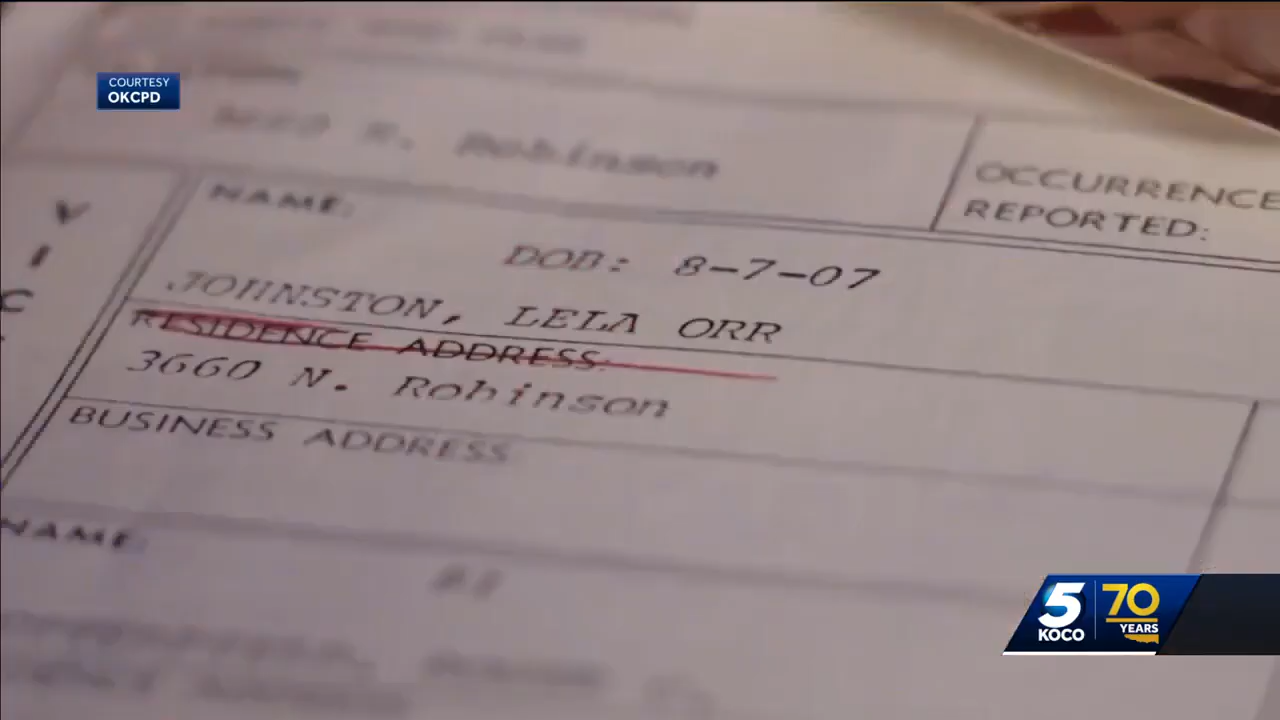 COURTESY
OKCPD
N. Robinson
OCCURRENCE
REPORTED:
NAME:
DOB: 8-7-07
JOHNSTON, LELA ORR
RESIDENCE ADDRESS:
3660 N. Robinson
BUSINESS ADDRESS
NAME:
V
I
C
5
KOCO
70
YEARS